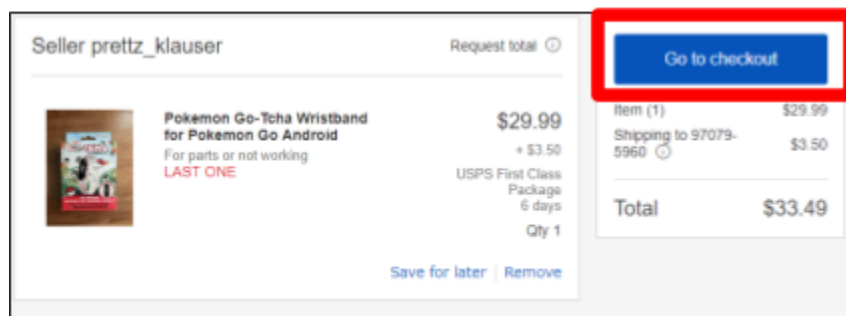 Seller prettz_klauser
Request total
Pokemon Go-Tcha Wristband
for Pokemon Go Android
For parts or not working
LAST ONE
$29.99
+ $3.50
USPS First Class
Package
6 days
Qty 1
Save for later | Remove
Go to checkout
Item (1) $29.99
Shipping to 97079-
5960 $3.50
Total $33.49